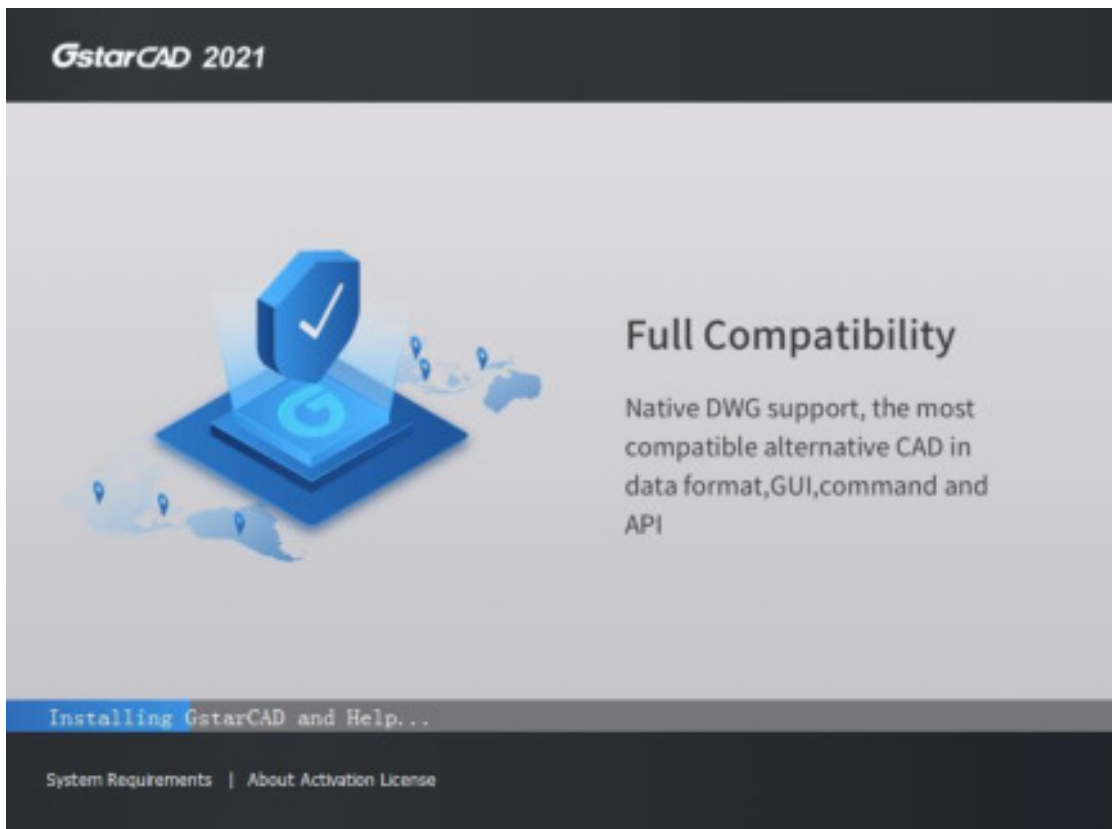 GstarCAD 2021
Full Compatibility
Native DWG support, the most
compatible alternative CAD in
data format,GUI,command and
API
Installing GstarCAD and Help...
System Requirements | About Activation License